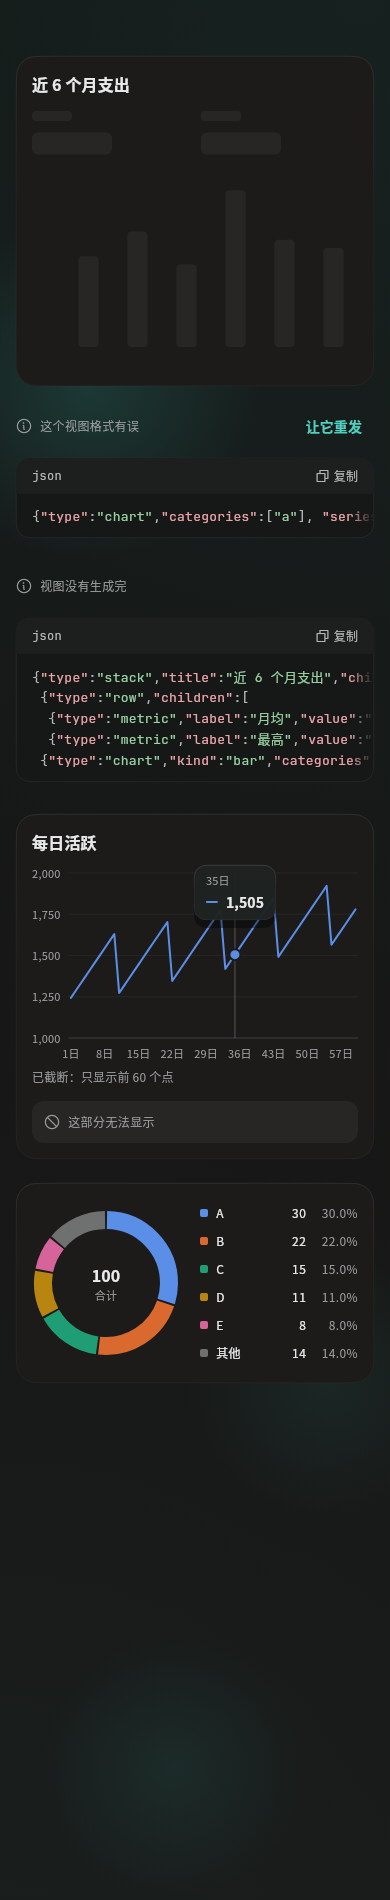 近 6 个月支出
这个视图格式有误 让它重发
json 复制
{"type":"chart","categories":["a"], "serie
视图没有生成完
json 复制
{"type":"stack","title":"近 6 个月支出","chi
{"type":"row","children":[
{"type":"metric","label":"月均","value":"
{"type":"metric","label":"最高","value":"
{"type":"chart","kind":"bar","categories"
每日活跃
2,000
35日
1,505
1,750
1,500
1,250
1,000
1日 8日 15日 22日 29日 36日 43日 50日 57日
已截断：只显示前 60 个点
这部分无法显示
100
合计
A 30 30.0%
B 22 22.0%
C 15 15.0%
D 11 11.0%
E 8 8.0%
其他 14 14.0%